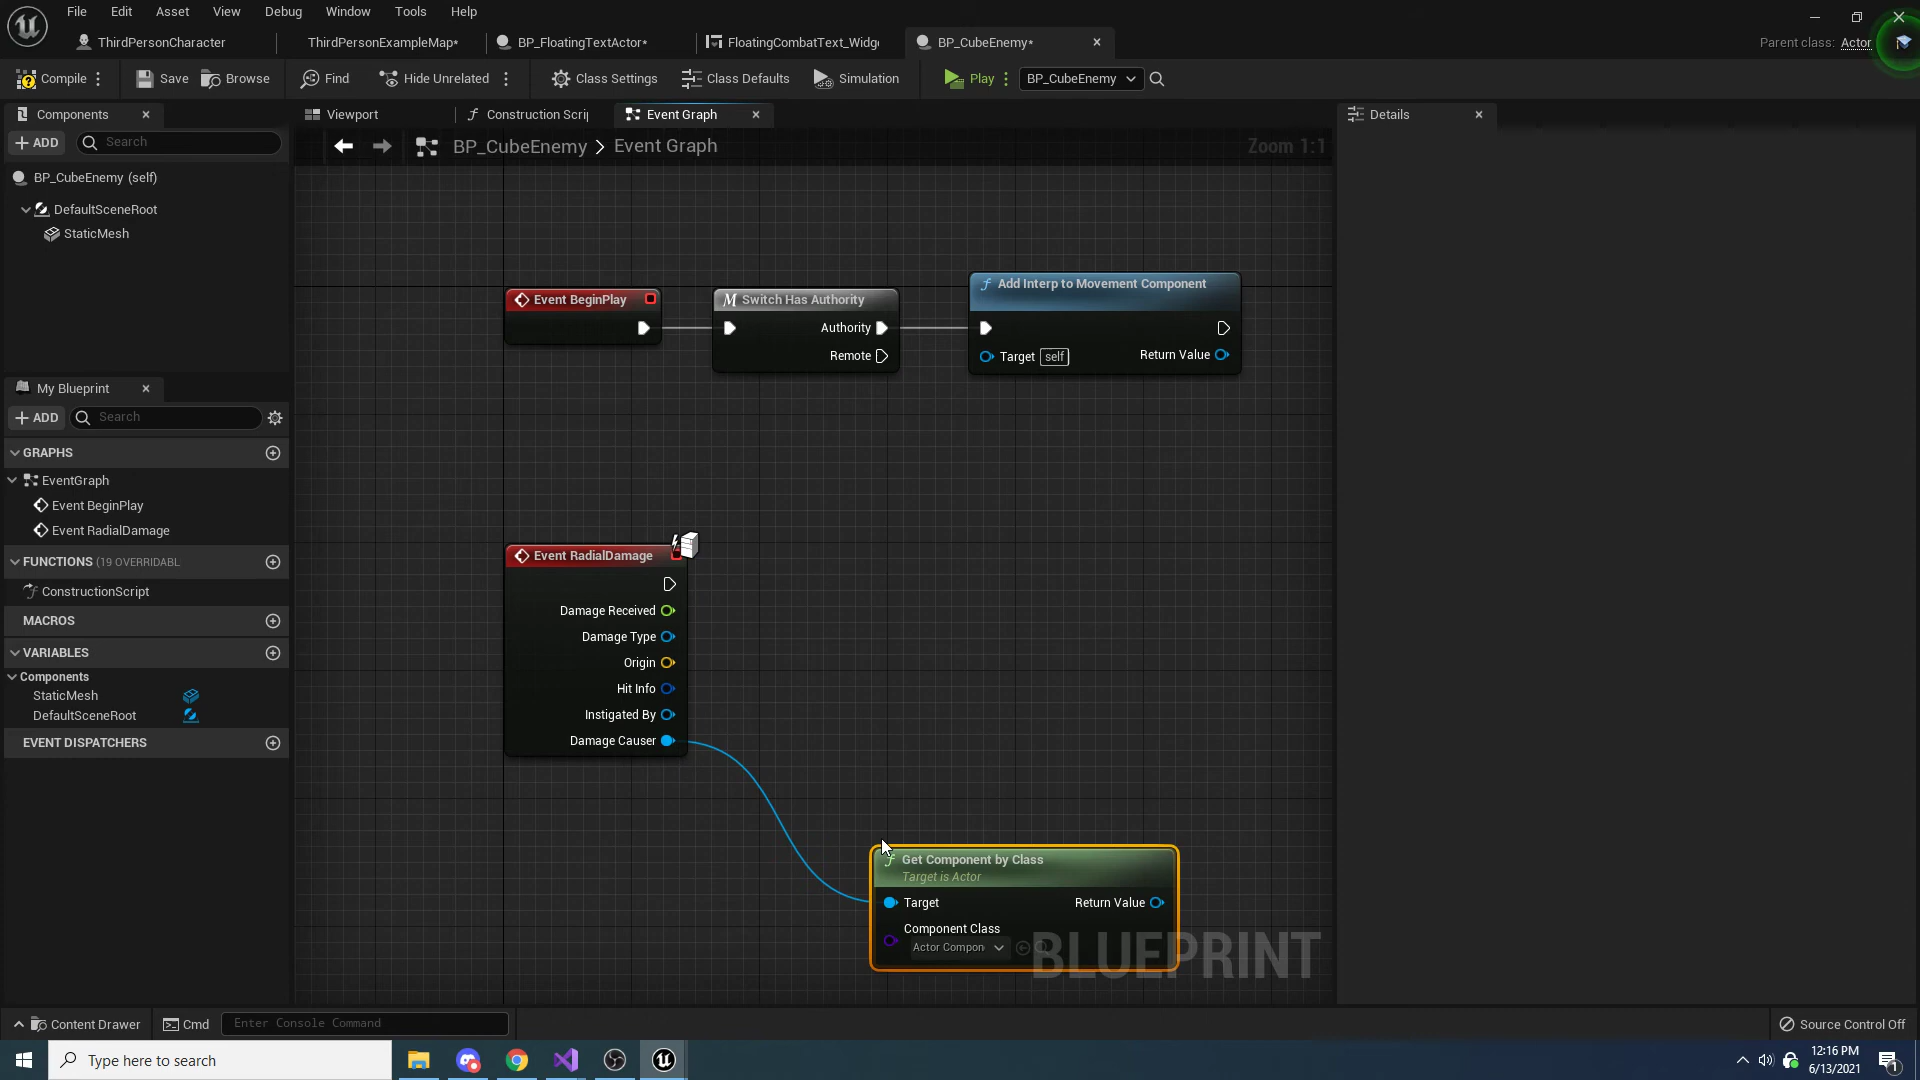 File Edit Asset View Debug Window Tools Help
ThirdPersonCharacter ThirdPersonExampleMap* BP_FloatingTextActor* FloatingCombatText_Widge BP_CubeEnemy* Parent class: Actor
Compile Save Browse Find Hide Unrelated Class Settings Class Defaults Simulation Play BP_CubeEnemy
Components Viewport Construction Scrip Event Graph Details
ADD Search
BP_CubeEnemy > Event Graph Zoom 1:1
BP_CubeEnemy (self)
DefaultSceneRoot
StaticMesh
My Blueprint
ADD Search
GRAPHS
EventGraph
Event BeginPlay
Event RadialDamage
FUNCTIONS (19 OVERRIDABL
ConstructionScript
MACROS
VARIABLES
Components
StaticMesh
DefaultSceneRoot
EVENT DISPATCHERS
Event BeginPlay
Switch Has Authority
Authority
Remote
Add Interp to Movement Component
Target self Return Value
Event RadialDamage
Damage Received
Damage Type
Origin
Hit Info
Instigated By
Damage Causer
Get Component by Class
Target is Actor
Target Return Value
Component Class
Actor Compon
BLUEPRINT
Content Drawer Cmd Enter Console Command Source Control Off
Type here to search
12:16 PM
6/13/2021
1